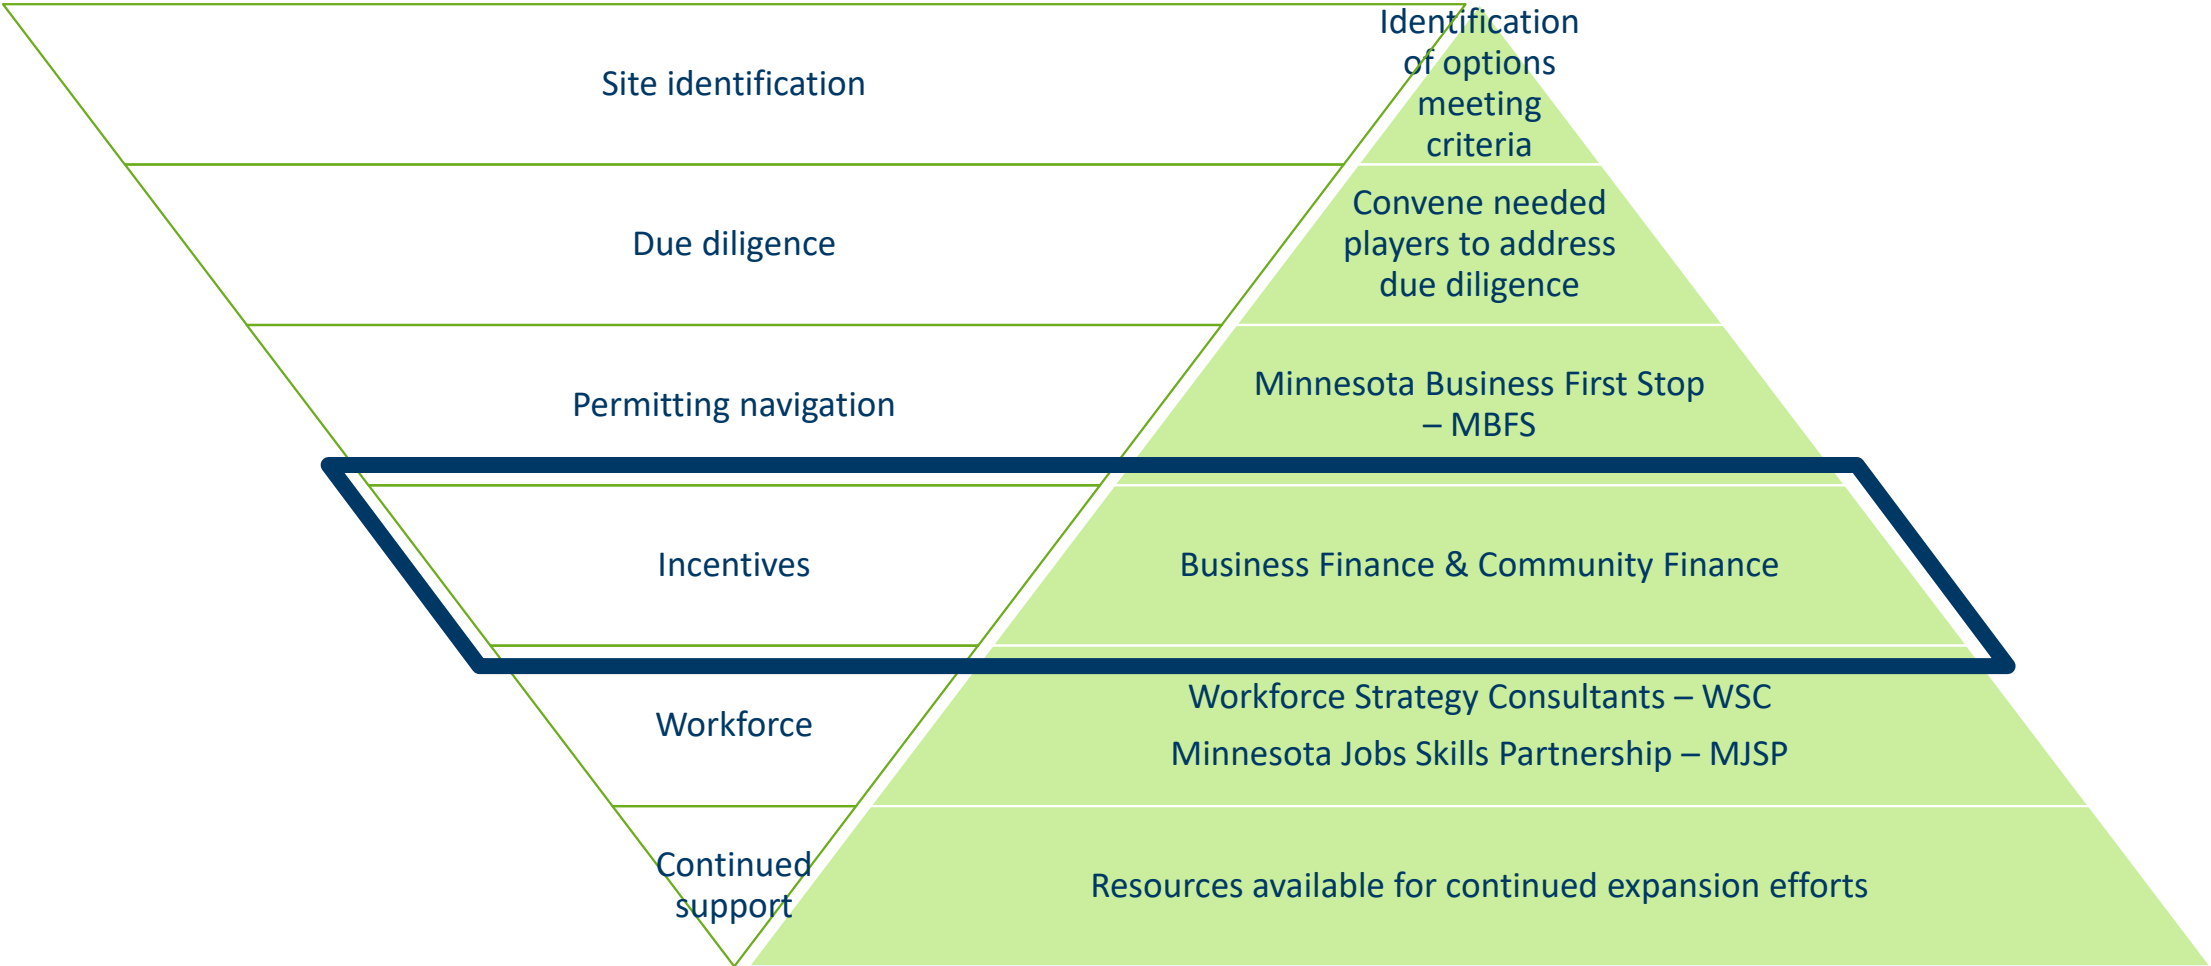 Site identification
Identification
of options
meeting
criteria
Due diligence
Convene needed
players to address
due diligence
Permitting navigation
Minnesota Business First Stop
– MBFS
Incentives
Business Finance & Community Finance
Workforce
Workforce Strategy Consultants – WSC
Minnesota Jobs Skills Partnership – MJSP
Continued
support
Resources available for continued expansion efforts